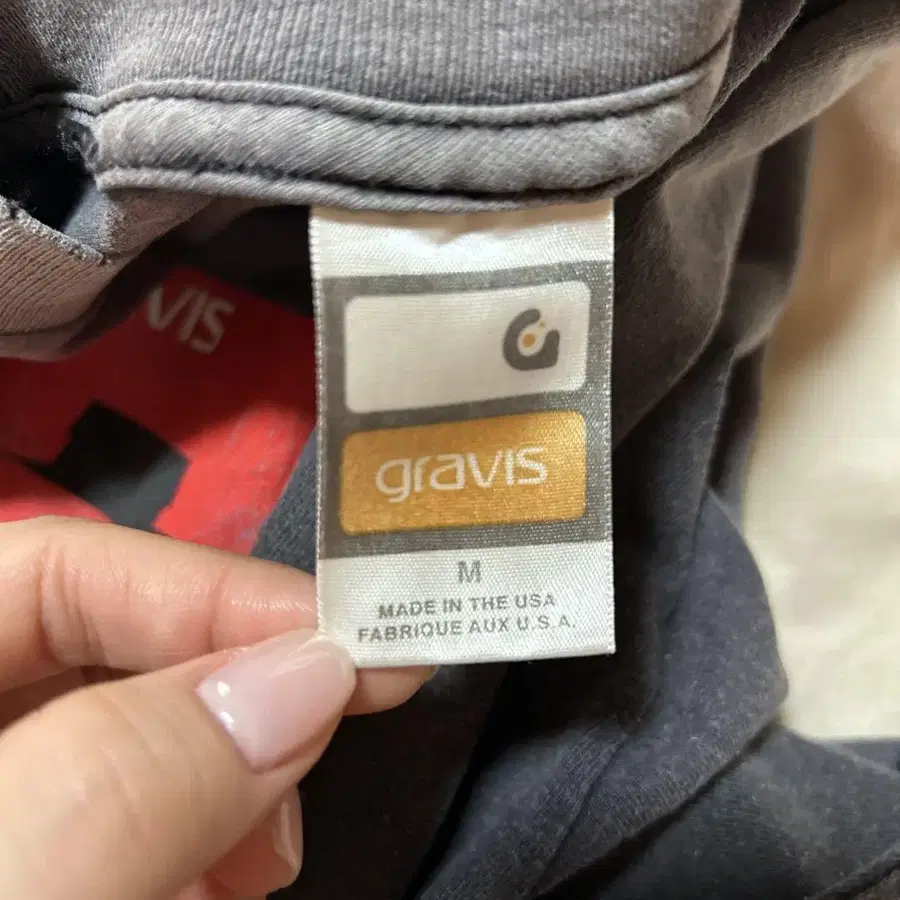 VIS
gravis
M
MADE IN THE USA
FABRIQUE AUX U.S.A.